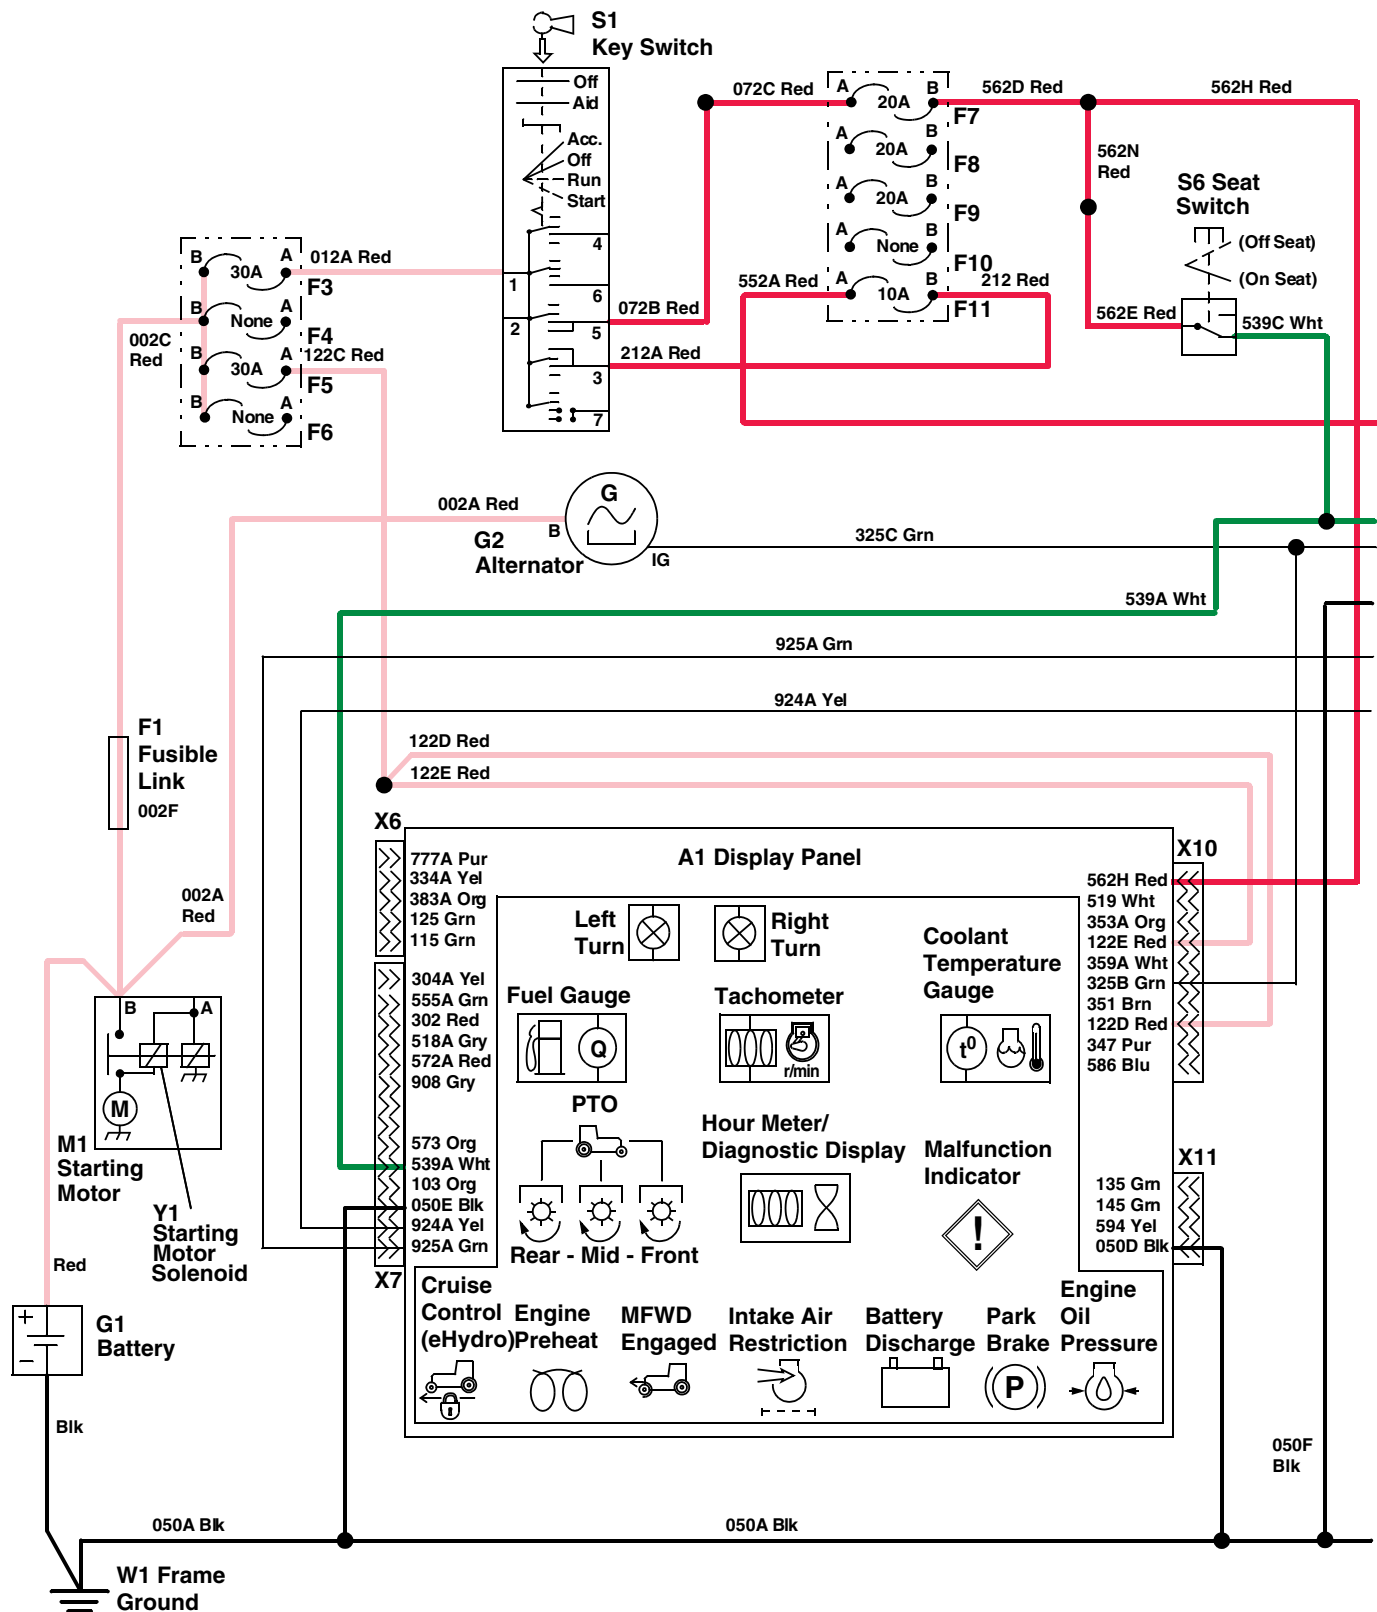 S1
Key Switch
Off
Aid
Acc.
Off
Run
Start
4
1
6
2
5
3
7
072C Red
A
20A
B
F7
A
20A
B
F8
A
20A
B
F9
A
None
B
F10
A
10A
B
F11
562D Red
562H Red
562N
Red
S6 Seat
Switch
(Off Seat)
(On Seat)
562E Red
539C Wht
552A Red
212 Red
072B Red
212A Red
012A Red
B
30A
A
F3
B
None
A
F4
B
30A
A
F5
B
None
A
F6
002C
Red
122C Red
002A Red
G
B
G2
Alternator
IG
325C Grn
539A Wht
925A Grn
924A Yel
F1
Fusible
Link
002F
122D Red
122E Red
002A
Red
X6
777A Pur
334A Yel
383A Org
125 Grn
115 Grn
304A Yel
555A Grn
302 Red
518A Gry
572A Red
908 Gry
573 Org
539A Wht
103 Org
050E Blk
924A Yel
925A Grn
X7
A1 Display Panel
Left
Turn
Right
Turn
Coolant
Temperature
Gauge
t0
Fuel Gauge
Q
Tachometer
r/min
PTO
Rear - Mid - Front
Hour Meter/
Diagnostic Display
Malfunction
Indicator
!
X10
562H Red
519 Wht
353A Org
122E Red
359A Wht
325B Grn
351 Brn
122D Red
347 Pur
586 Blu
X11
135 Grn
145 Grn
594 Yel
050D Blk
Cruise
Control
(eHydro)
Engine
Preheat
MFWD
Engaged
Intake Air
Restriction
Battery
Discharge
Park
Brake
P
Engine
Oil
Pressure
B
A
M
M1
Starting
Motor
Y1
Starting
Motor
Solenoid
Red
+
−
G1
Battery
Blk
050F
Blk
050A Blk
050A Blk
W1 Frame
Ground